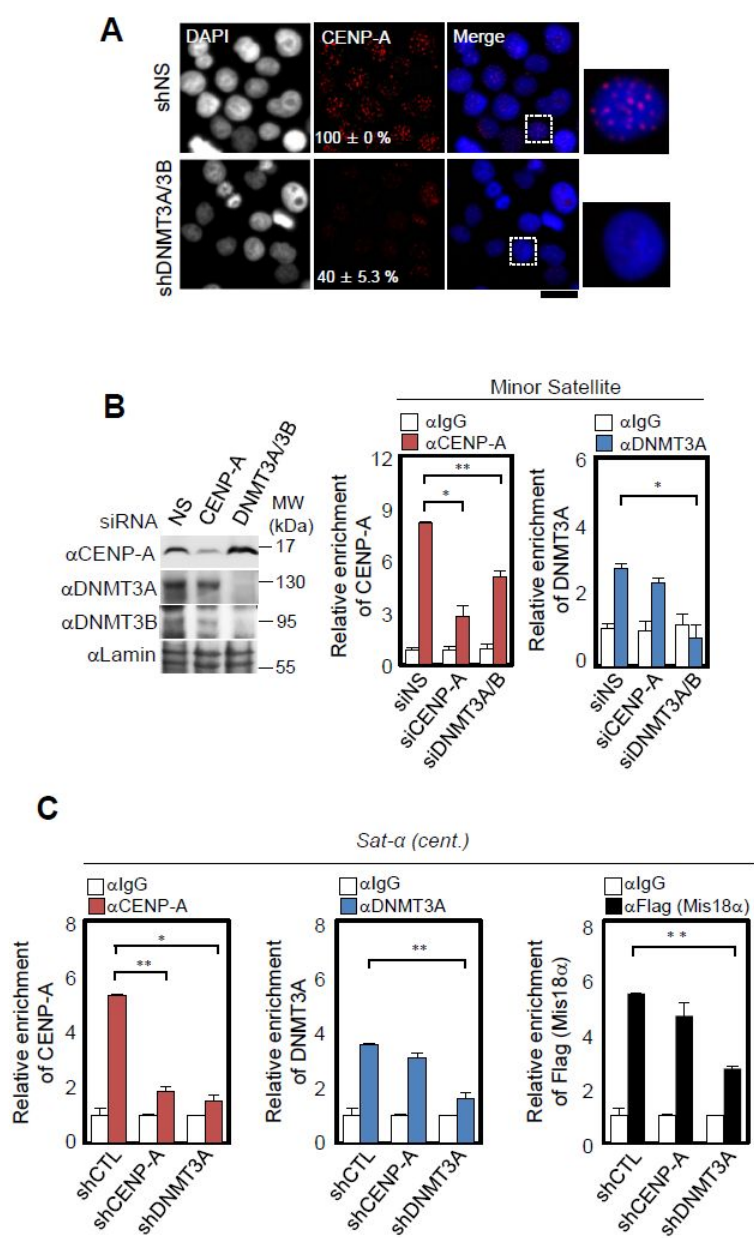 A
DAPI CENP-A Merge
shNS
100 ± 0 %
shDNMT3A/3B
40 ± 5.3 %
B
siRNA NS CENP-A DNMT3A/3B MW (kDa)
αCENP-A 17
αDNMT3A 130
αDNMT3B 95
αLamin 55
Minor Satellite
αIgG
αCENP-A
Relative enrichment of CENP-A
12
9
6
3
0
*
**
siNS siCENP-A siDNMT3A/B
αIgG
αDNMT3A
Relative enrichment of DNMT3A
6
4
2
0
*
siNS siCENP-A siDNMT3A/B
C
Sat-α (cent.)
αIgG
αCENP-A
Relative enrichment of CENP-A
8
6
4
2
0
*
**
shCTL shCENP-A shDNMT3A
αIgG
αDNMT3A
Relative enrichment of DNMT3A
8
6
4
2
0
**
shCTL shCENP-A shDNMT3A
αIgG
αFlag (Mis18α)
Relative enrichment of Flag (Mis18α)
8
6
4
2
0
* *
shCTL shCENP-A shDNMT3A